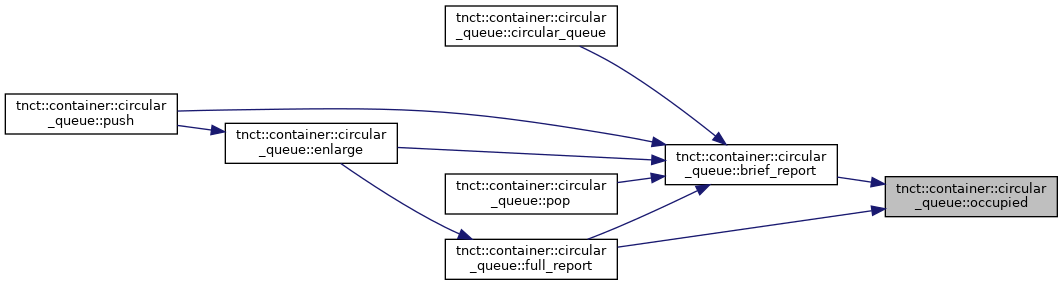 tnct::container::circular
_queue::circular_queue
tnct::container::circular
_queue::push
tnct::container::circular
_queue::enlarge
tnct::container::circular
_queue::brief_report
tnct::container::circular
_queue::pop
tnct::container::circular
_queue::occupied
tnct::container::circular
_queue::full_report